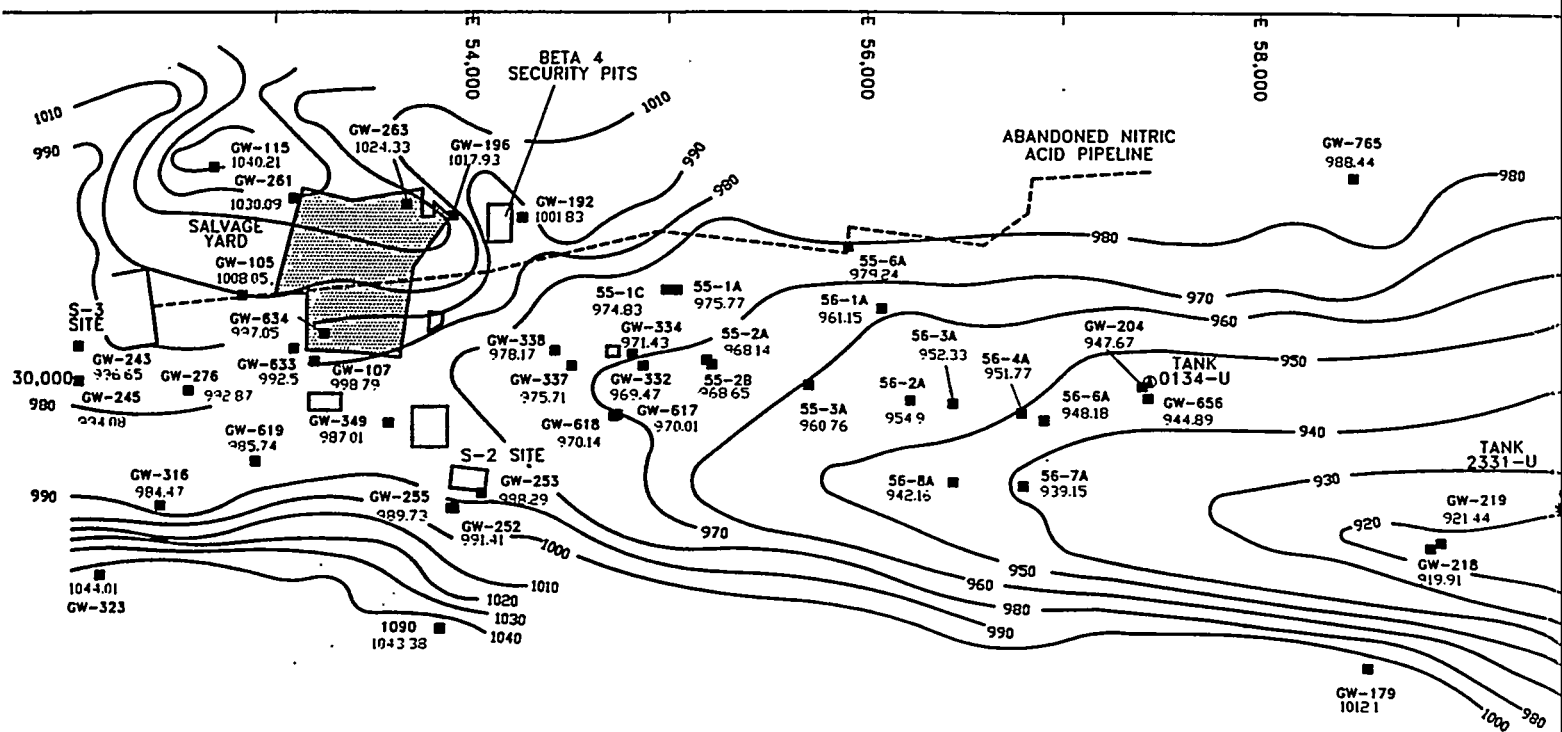 E 54,000
E 56,000
E 58,000
BETA 4
SECURITY PITS
1010
1010
990
GW-115
1040.21
GW-261
1030.09
GW-263
1024.33
GW-196
1017.93
GW-192
1001.83
990
980
ABANDONED NITRIC
ACID PIPELINE
GW-765
988.44
980
980
SALVAGE
YARD
GW-105
1008.05
55-6A
979.24
970
960
950
S-3
SITE
GW-634
997.05
GW-243
996.65
GW-633
992.5
GW-107
998.79
30,000
GW-245
994.08
980
GW-276
992.87
GW-338
978.17
GW-337
975.71
55-1C
974.83
55-1A
975.77
GW-334
971.43
GW-332
969.47
55-2A
968.14
55-2B
968.65
56-1A
961.15
56-3A
952.33
56-4A
951.77
56-2A
954.9
55-3A
960.76
GW-204
947.67
TANK
0134-U
GW-656
944.89
56-6A
948.18
GW-617
970.01
GW-618
970.14
GW-349
987.01
GW-619
985.74
S-2 SITE
GW-316
984.47
990
GW-253
998.29
GW-255
989.73
GW-252
991.41
1000
1010
1020
1030
1040
1044.01
GW-323
1090
1043.38
970
56-8A
942.16
56-7A
939.15
940
930
920
TANK
2331-U
GW-219
921.44
GW-218
919.91
950
960
980
990
GW-179
1012.1
1000
980